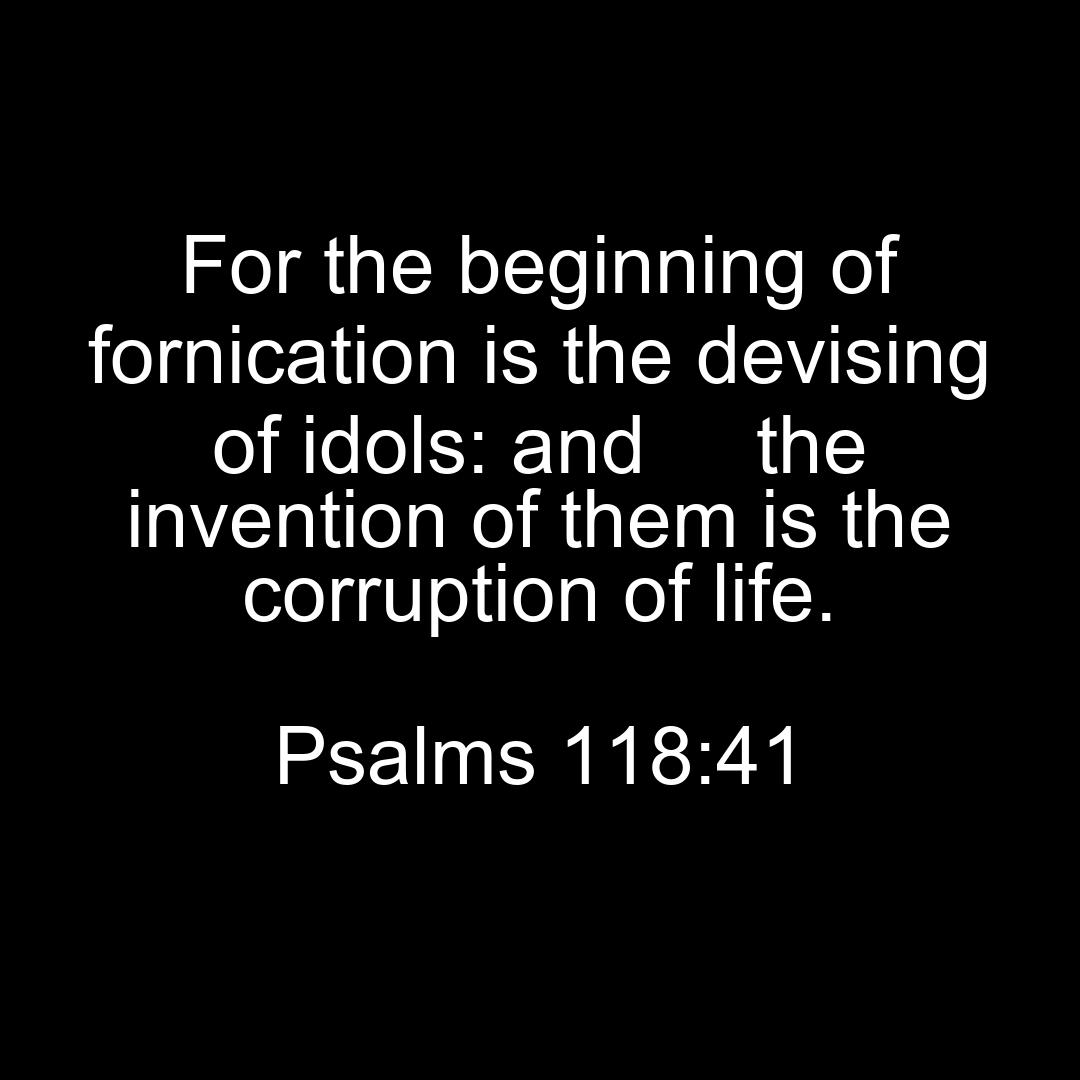 For the beginning of
fornication is the devising
of idols: and     the
invention of them is the
corruption of life.
Psalms 118:41